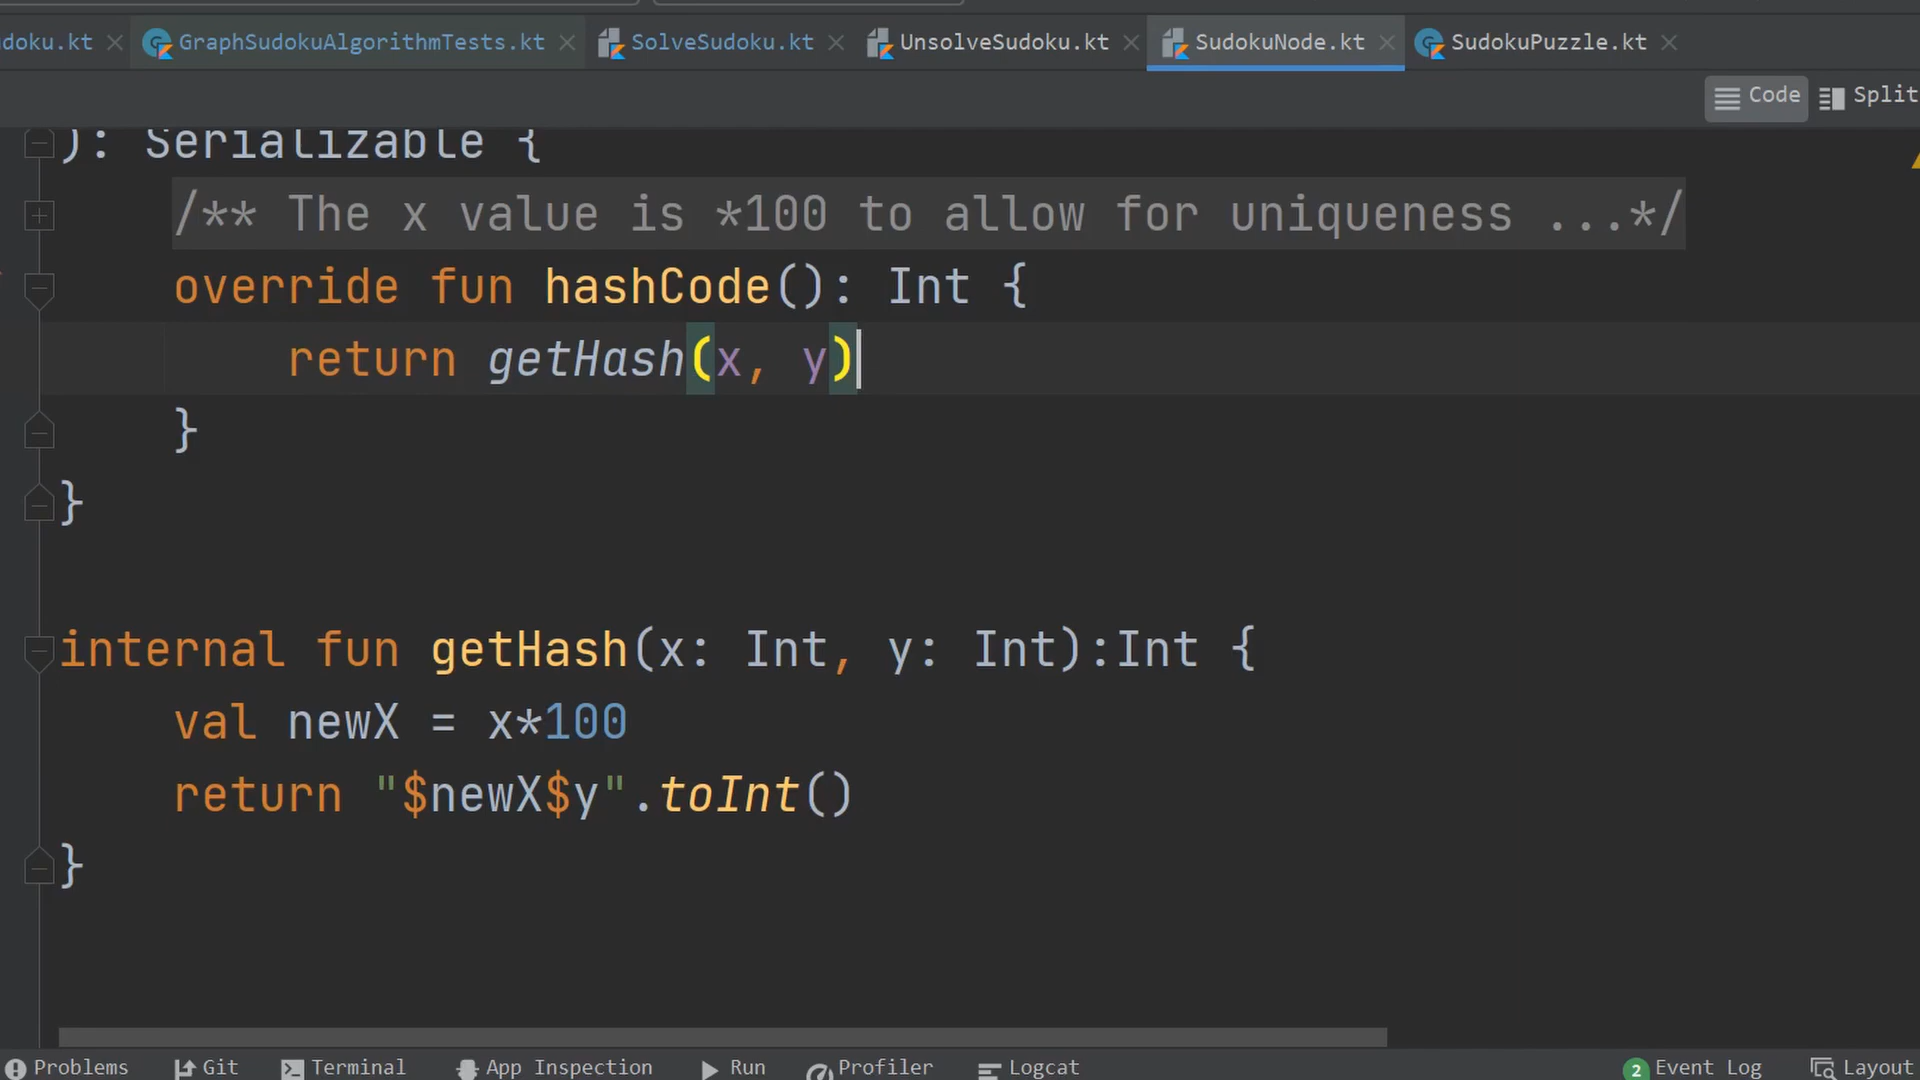 doku.kt GraphSudokuAlgorithmTests.kt SolveSudoku.kt UnsolveSudoku.kt SudokuNode.kt SudokuPuzzle.kt
Code Split
): Serializable {
/** The x value is *100 to allow for uniqueness ...*/
override fun hashCode(): Int {
return getHash(x, y)
}
}
internal fun getHash(x: Int, y: Int):Int {
val newX = x*100
return "$newX$y".toInt()
}
Problems Git Terminal App Inspection Run Profiler Logcat 2 Event Log Layout